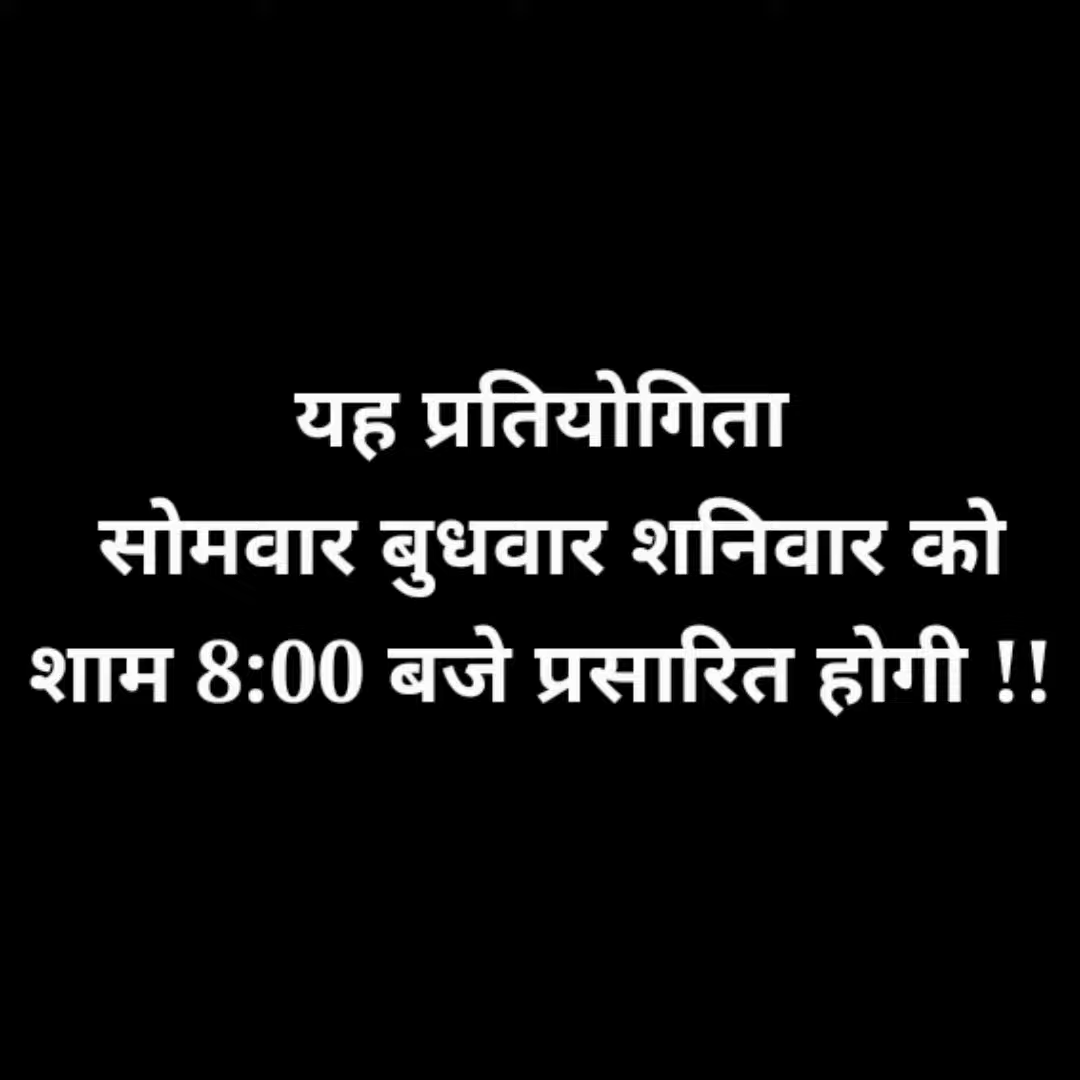 यह प्रतियोगिता
सोमवार बुधवार शनिवार को
शाम 8:00 बजे प्रसारित होगी !!